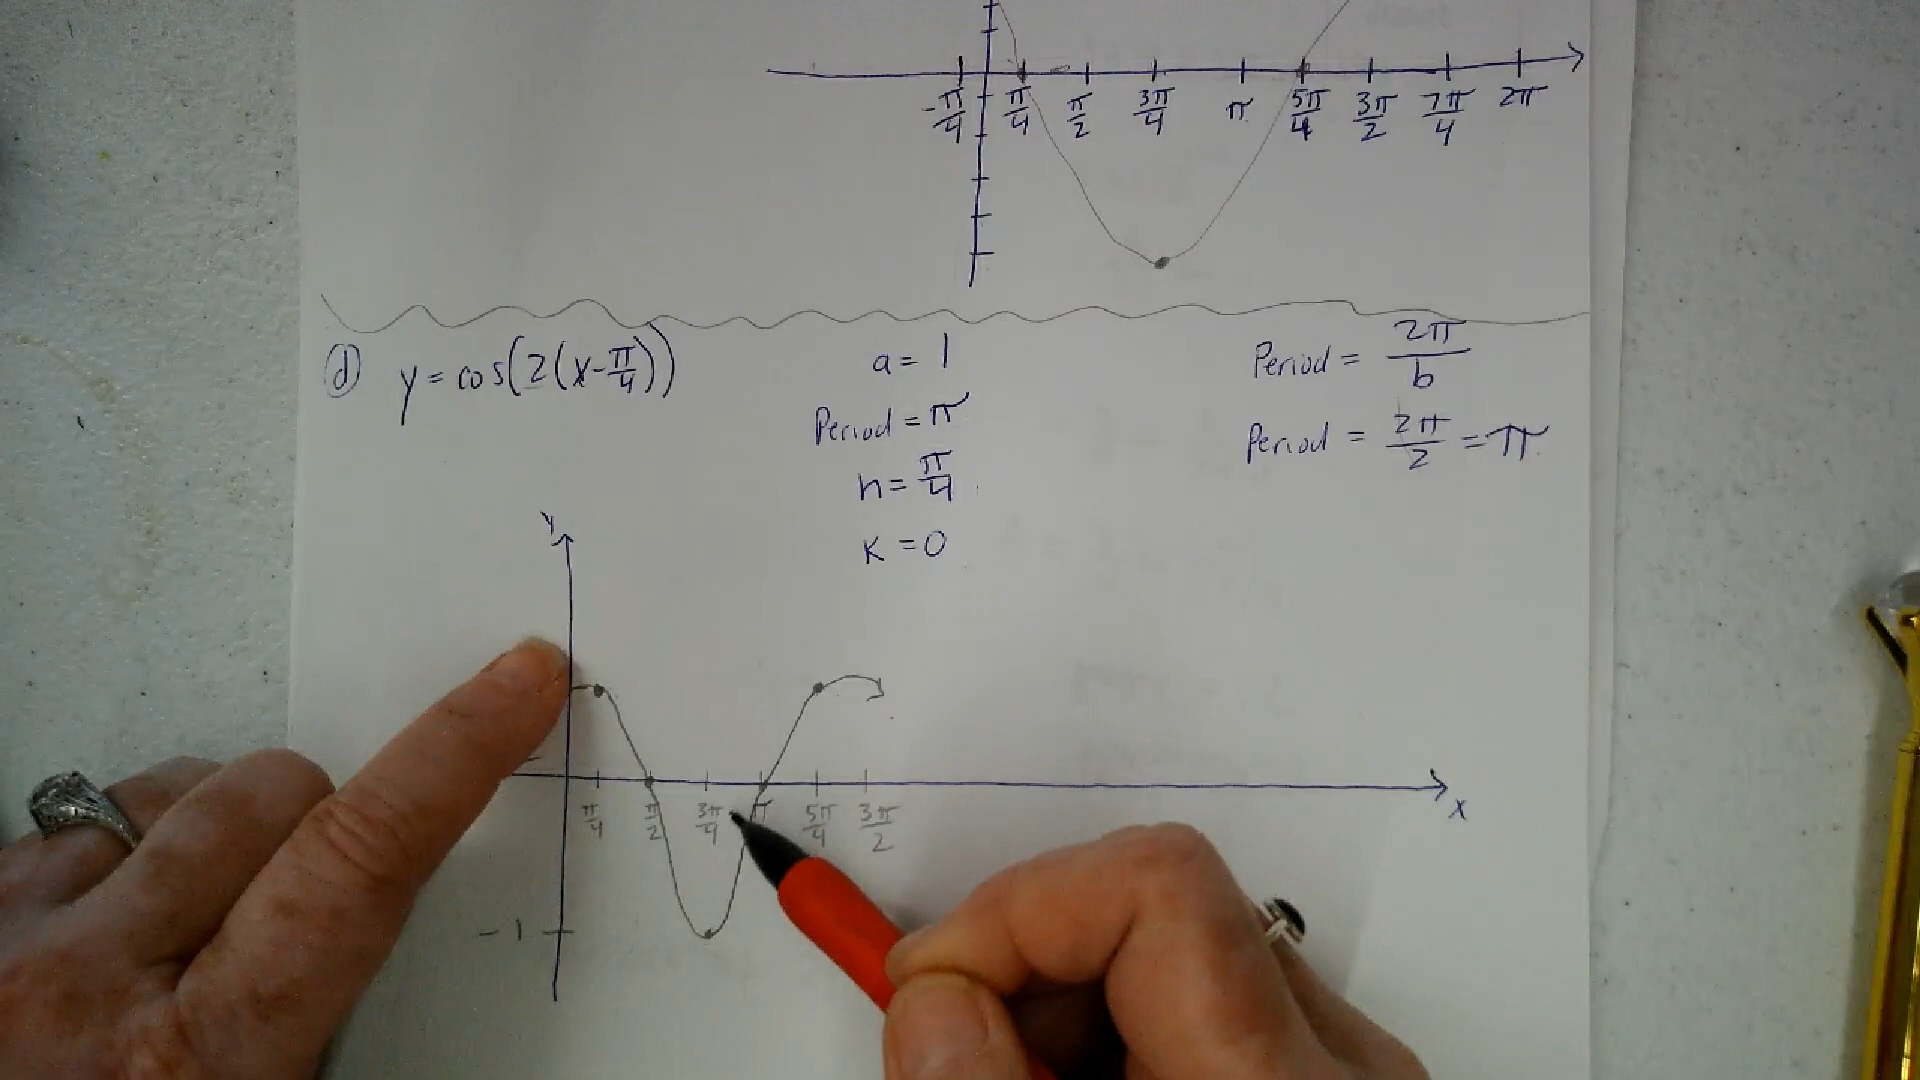 -π/4 π/4 π/2 3π/4 π 5π/4 3π/2 7π/4 2π
(d) y = cos(2(x-π/4))
a = 1
Period = π
h = π/4
K = 0
Period = 2π/b
Period = 2π/2 = π
y
π/4 π/2 3π/4 π 5π/4 3π/2
x
-1